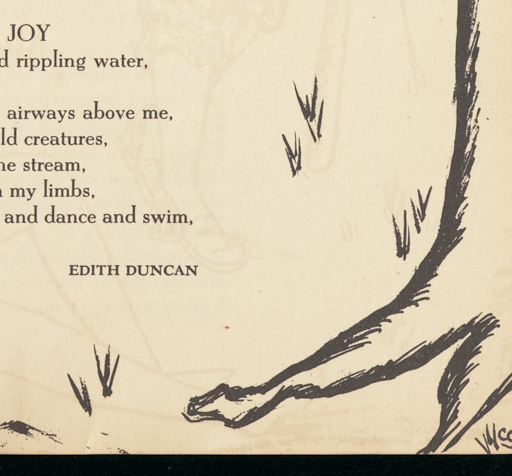 JOY
d rippling water,
airways above me,
ld creatures,
he stream,
my limbs,
and dance and swim,
EDITH DUNCAN